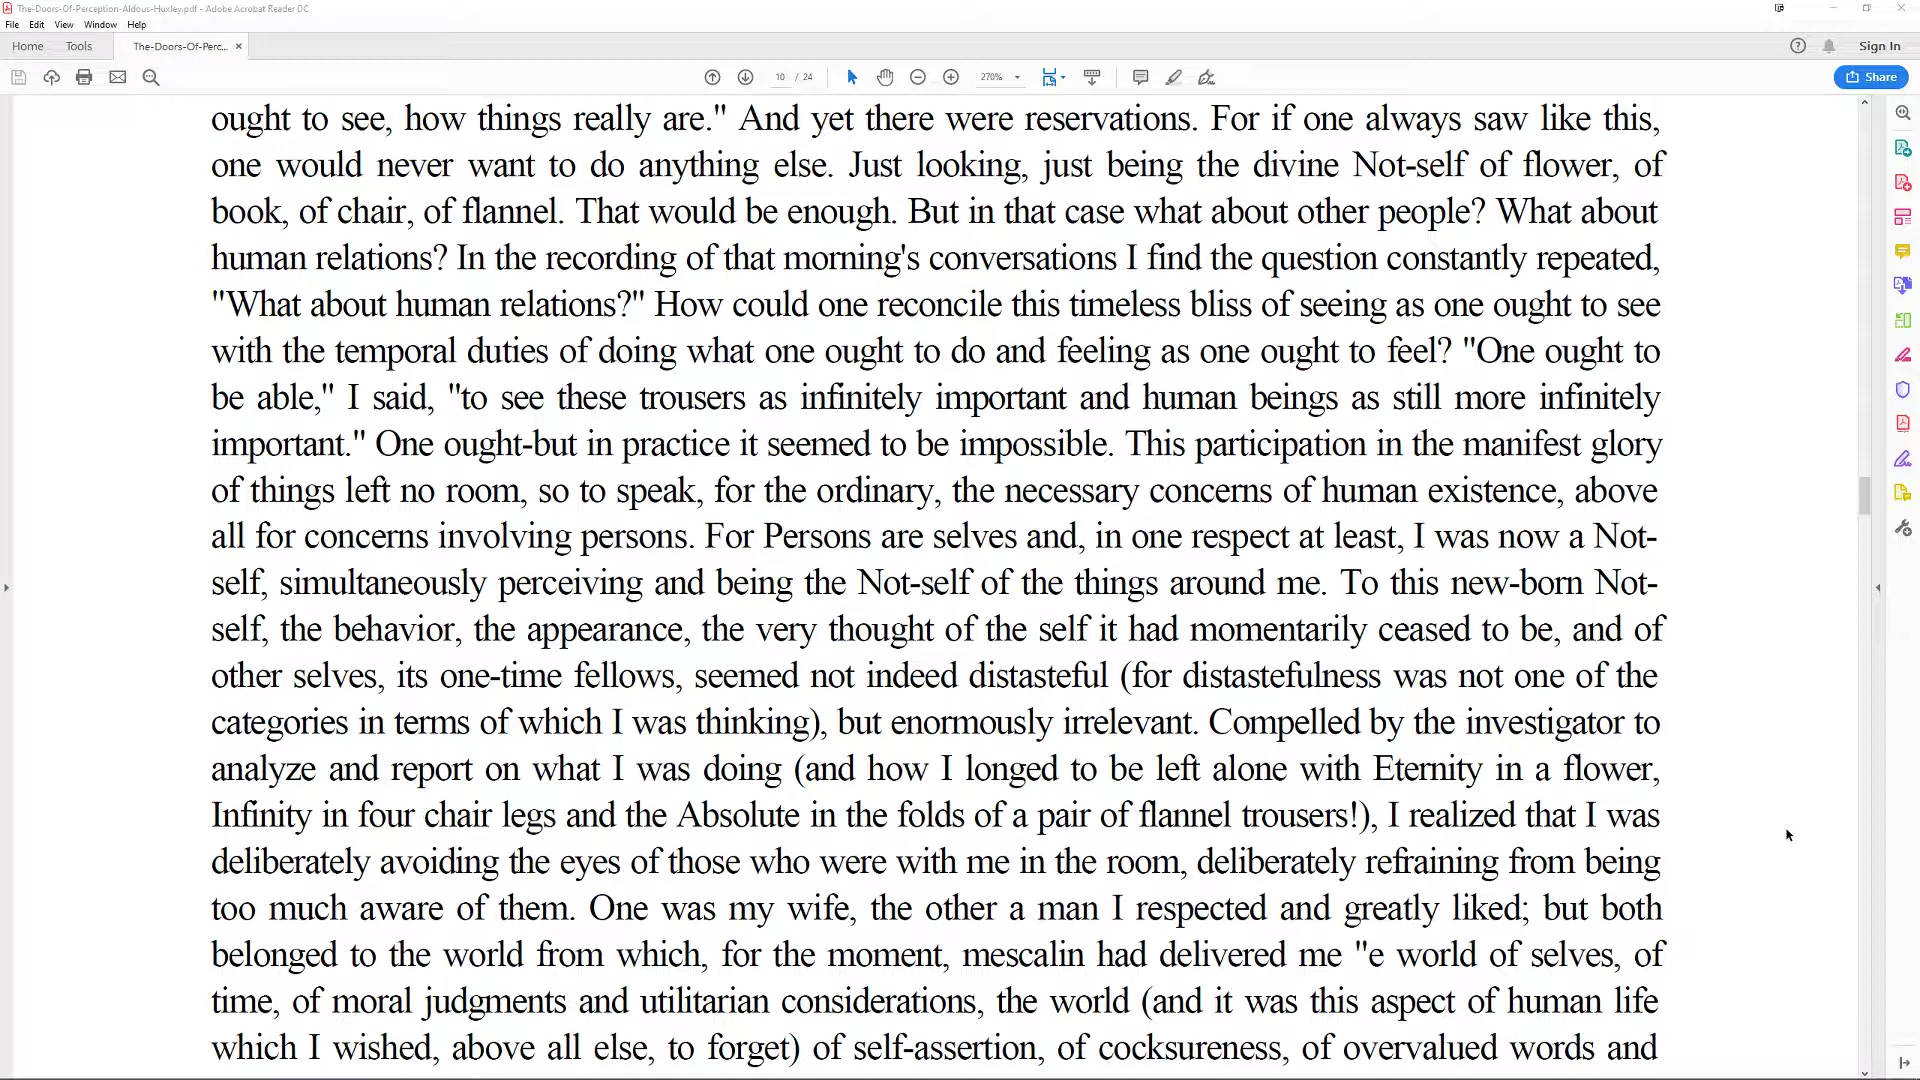 The-Doors-Of-Perception-Aldous-Huxley.pdf - Adobe Acrobat Reader DC
File Edit View Window Help
Home Tools The-Doors-Of-Perc... × Sign In
10 / 24 270% Share
ought to see, how things really are." And yet there were reservations. For if one always saw like this,
one would never want to do anything else. Just looking, just being the divine Not-self of flower, of
book, of chair, of flannel. That would be enough. But in that case what about other people? What about
human relations? In the recording of that morning's conversations I find the question constantly repeated,
"What about human relations?" How could one reconcile this timeless bliss of seeing as one ought to see
with the temporal duties of doing what one ought to do and feeling as one ought to feel? "One ought to
be able," I said, "to see these trousers as infinitely important and human beings as still more infinitely
important." One ought-but in practice it seemed to be impossible. This participation in the manifest glory
of things left no room, so to speak, for the ordinary, the necessary concerns of human existence, above
all for concerns involving persons. For Persons are selves and, in one respect at least, I was now a Not-
self, simultaneously perceiving and being the Not-self of the things around me. To this new-born Not-
self, the behavior, the appearance, the very thought of the self it had momentarily ceased to be, and of
other selves, its one-time fellows, seemed not indeed distasteful (for distastefulness was not one of the
categories in terms of which I was thinking), but enormously irrelevant. Compelled by the investigator to
analyze and report on what I was doing (and how I longed to be left alone with Eternity in a flower,
Infinity in four chair legs and the Absolute in the folds of a pair of flannel trousers!), I realized that I was
deliberately avoiding the eyes of those who were with me in the room, deliberately refraining from being
too much aware of them. One was my wife, the other a man I respected and greatly liked; but both
belonged to the world from which, for the moment, mescalin had delivered me "e world of selves, of
time, of moral judgments and utilitarian considerations, the world (and it was this aspect of human life
which I wished, above all else, to forget) of self-assertion, of cocksureness, of overvalued words and